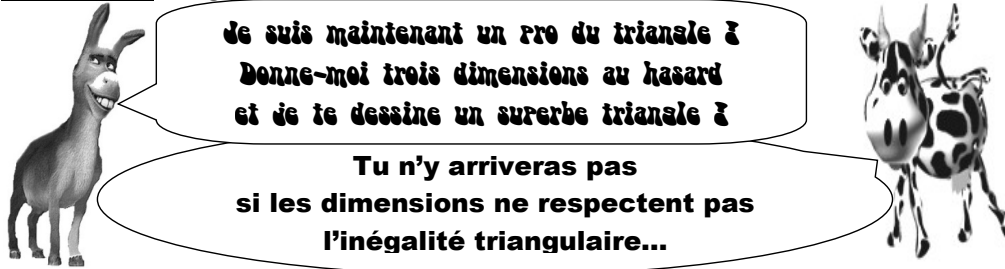 Je suis maintenant un pro du triangle !
Donne-moi trois dimensions au hasard
et je te dessine un superbe triangle !
Tu n'y arriveras pas
si les dimensions ne respectent pas
l'inégalité triangulaire...